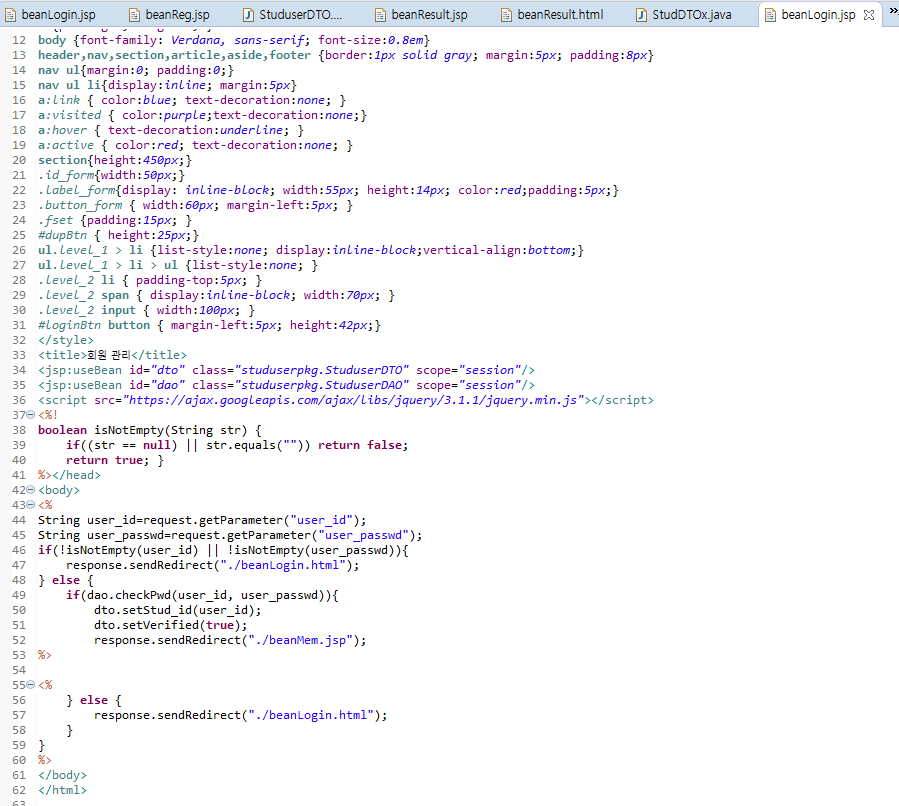 beanLogin.jsp beanReg.jsp StuduserDTO.... beanResult.jsp beanResult.html StudDTOx.java beanLogin.jsp
12 body {font-family: Verdana, sans-serif; font-size:0.8em}
13 header,nav,section,article,aside,footer {border:1px solid gray; margin:5px; padding:8px}
14 nav ul{margin:0; padding:0;}
15 nav ul li{display:inline; margin:5px}
16 a:link { color:blue; text-decoration:none; }
17 a:visited { color:purple;text-decoration:none;}
18 a:hover { text-decoration:underline; }
19 a:active { color:red; text-decoration:none; }
20 section{height:450px;}
21 .id_form{width:50px;}
22 .label_form{display: inline-block; width:55px; height:14px; color:red;padding:5px;}
23 .button_form { width:60px; margin-left:5px; }
24 .fset {padding:15px; }
25 #dupBtn { height:25px;}
26 ul.level_1 > li {list-style:none; display:inline-block;vertical-align:bottom;}
27 ul.level_1 > li > ul {list-style:none; }
28 .level_2 li { padding-top:5px; }
29 .level_2 span { display:inline-block; width:70px; }
30 .level_2 input { width:100px; }
31 #loginBtn button { margin-left:5px; height:42px;}
32 </style>
33 <title>회원 관리</title>
34 <jsp:useBean id="dto" class="studuserpkg.StuduserDTO" scope="session"/>
35 <jsp:useBean id="dao" class="studuserpkg.StuduserDAO" scope="session"/>
36 <script src="https://ajax.googleapis.com/ajax/libs/jquery/3.1.1/jquery.min.js"></script>
37 <%!
38 boolean isNotEmpty(String str) {
39 if((str == null) || str.equals("")) return false;
40 return true; }
41 %></head>
42 <body>
43 <%
44 String user_id=request.getParameter("user_id");
45 String user_passwd=request.getParameter("user_passwd");
46 if(!isNotEmpty(user_id) || !isNotEmpty(user_passwd)){
47 response.sendRedirect("./beanLogin.html");
48 } else {
49 if(dao.checkPwd(user_id, user_passwd)){
50 dto.setStud_id(user_id);
51 dto.setVerified(true);
52 response.sendRedirect("./beanMem.jsp");
53 %>
54
55 <%
56 } else {
57 response.sendRedirect("./beanLogin.html");
58 }
59 }
60 %>
61 </body>
62 </html>
63